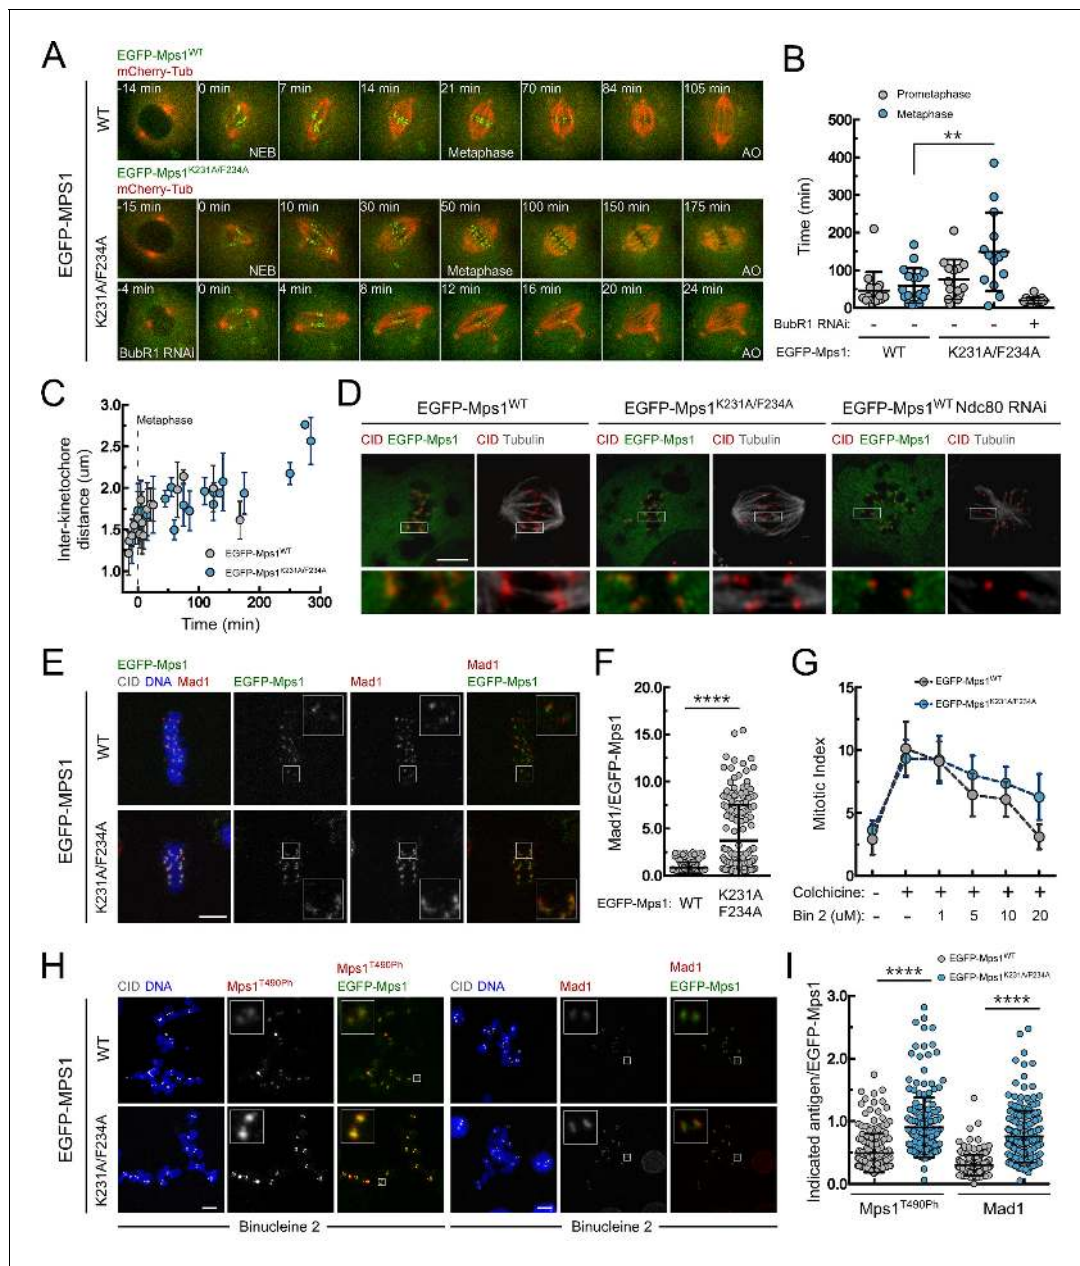 A
EGFP-Mps1WT
mCherry-Tub
-14 min 0 min 7 min 14 min 21 min 70 min 84 min 105 min
WT
NEB Metaphase AO
EGFP-Mps1K231A/F234A
mCherry-Tub
-15 min 0 min 10 min 30 min 50 min 100 min 150 min 175 min
NEB Metaphase AO
-4 min 0 min 4 min 8 min 12 min 16 min 20 min 24 min
BubR1 RNAi AO
K231A/F234A
EGFP-MPS1
B
Prometaphase
Metaphase
500
400
300
200
100
0
**
Time (min)
BubR1 RNAi: - - - - +
EGFP-Mps1: WT K231A/F234A
C
3.0
2.5
2.0
1.5
1.0
Metaphase
Inter-kinetochore
distance (um)
EGFP-Mps1WT
EGFP-Mps1K231A/F234A
0 100 200 300
Time (min)
D
EGFP-Mps1WT EGFP-Mps1K231A/F234A EGFP-Mps1WT Ndc80 RNAi
CID EGFP-Mps1 CID Tubulin CID EGFP-Mps1 CID Tubulin CID EGFP-Mps1 CID Tubulin
E
EGFP-Mps1 Mad1
CID DNA Mad1 EGFP-Mps1 Mad1 EGFP-Mps1
WT
K231A/F234A
EGFP-MPS1
F
20.0
15.0
10.0
5.0
0.0
****
Mad1/EGFP-Mps1
EGFP-Mps1: WT K231A
F234A
G
EGFP-Mps1WT
EGFP-Mps1K231A/F234A
15
10
5
0
Mitotic Index
Colchicine: - + + + + +
Bin 2 (uM): - - 1 5 10 20
H
Mps1T490Ph Mad1
CID DNA Mps1T490Ph EGFP-Mps1 CID DNA Mad1 EGFP-Mps1
WT
K231A/F234A
EGFP-MPS1
Binucleine 2 Binucleine 2
I
EGFP-Mps1WT
EGFP-Mps1K231A/F234A
**** ****
3.0
2.0
1.0
0.0
Indicated antigen/EGFP-Mps1
Mps1T490Ph Mad1